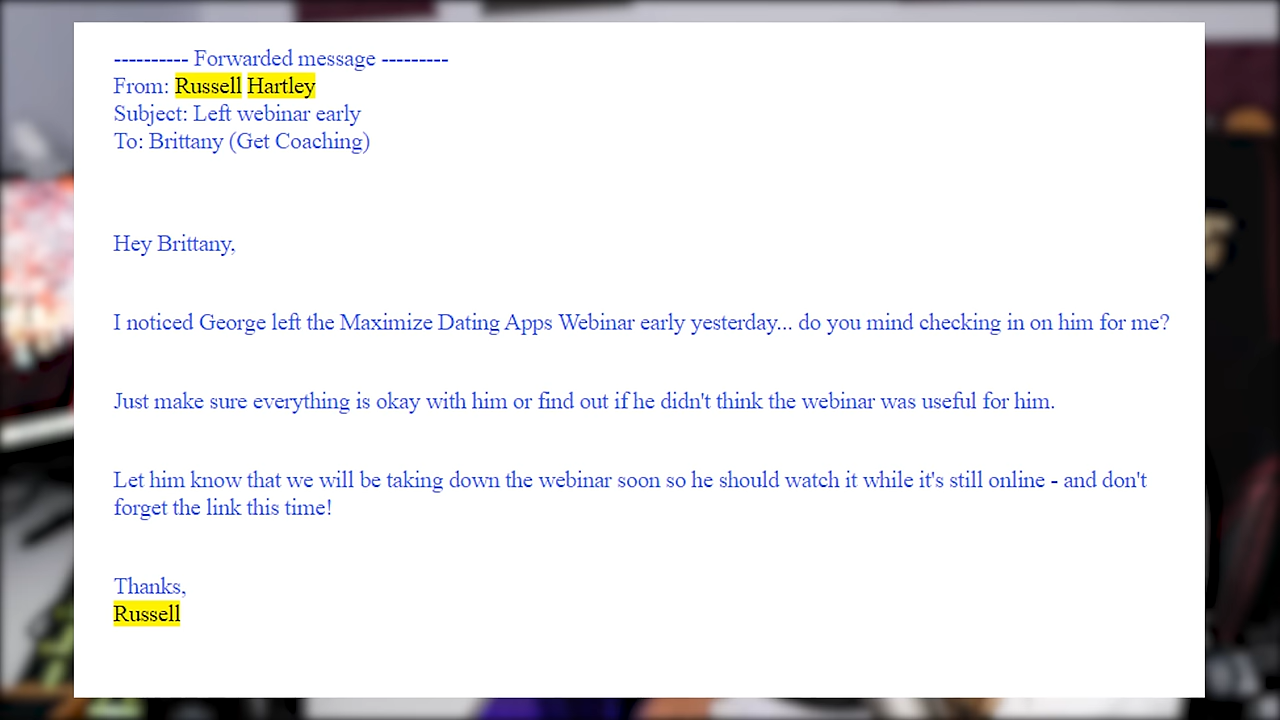 ---------- Forwarded message ---------
From: Russell Hartley
Subject: Left webinar early
To: Brittany (Get Coaching)
Hey Brittany,
I noticed George left the Maximize Dating Apps Webinar early yesterday... do you mind checking in on him for me?
Just make sure everything is okay with him or find out if he didn't think the webinar was useful for him.
Let him know that we will be taking down the webinar soon so he should watch it while it's still online - and don't
forget the link this time!
Thanks,
Russell